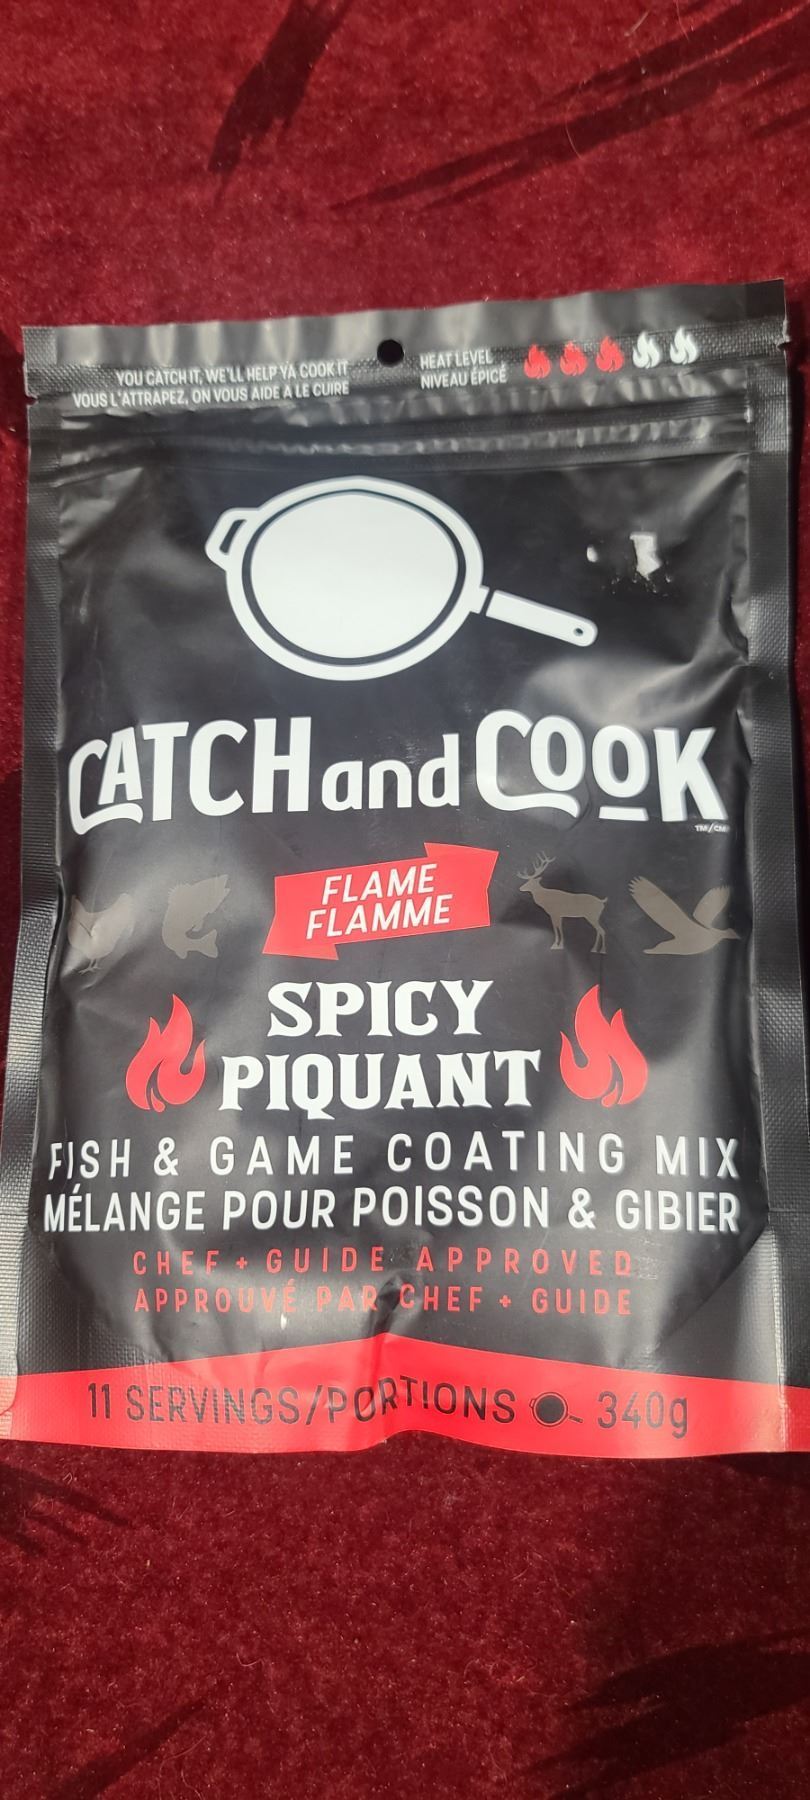 YOU CATCH IT, WE'LL HELP YA COOK IT
VOUS L'ATTRAPEZ, ON VOUS AIDE A LE CUIRE
HEAT LEVEL
NIVEAU ÉPICÉ
CATCH and COOK
TM/CM
FLAME
FLAMME
SPICY
PIQUANT
FISH & GAME COATING MIX
MÉLANGE POUR POISSON & GIBIER
CHEF + GUIDE APPROVED
APPROUVÉ PAR CHEF + GUIDE
11 SERVINGS/PORTIONS 340g